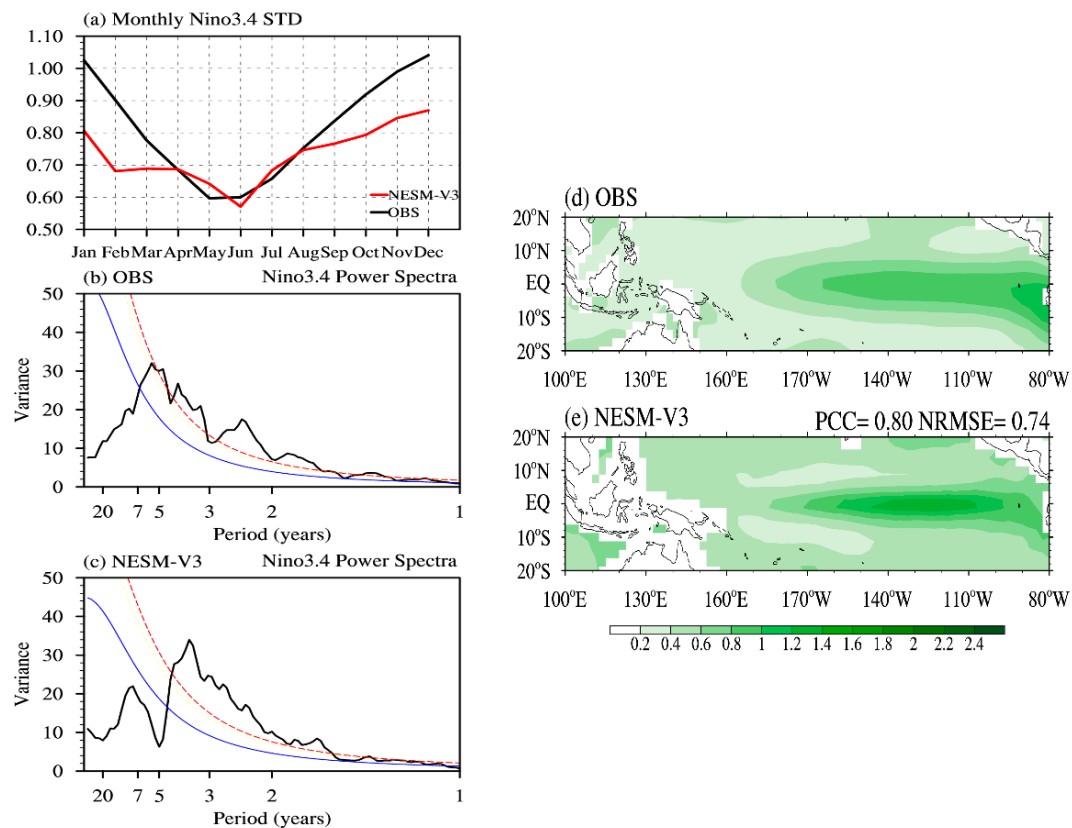 (a) Monthly Nino3.4 STD
1.10
1.00
0.90
0.80
0.70
0.60
0.50
NESM-V3
OBS
Jan Feb Mar Apr May Jun Jul Aug Sep Oct Nov Dec
(b) OBS Nino3.4 Power Spectra
50
40
30
20
10
0
Variance
20 7 5 3 2 1
Period (years)
(c) NESM-V3 Nino3.4 Power Spectra
50
40
30
20
10
0
Variance
20 7 5 3 2 1
Period (years)
(d) OBS
20°N
10°N
EQ
10°S
20°S
100°E 130°E 160°E 170°W 140°W 110°W 80°W
(e) NESM-V3 PCC= 0.80 NRMSE= 0.74
20°N
10°N
EQ
10°S
20°S
100°E 130°E 160°E 170°W 140°W 110°W 80°W
0.2 0.4 0.6 0.8 1 1.2 1.4 1.6 1.8 2 2.2 2.4